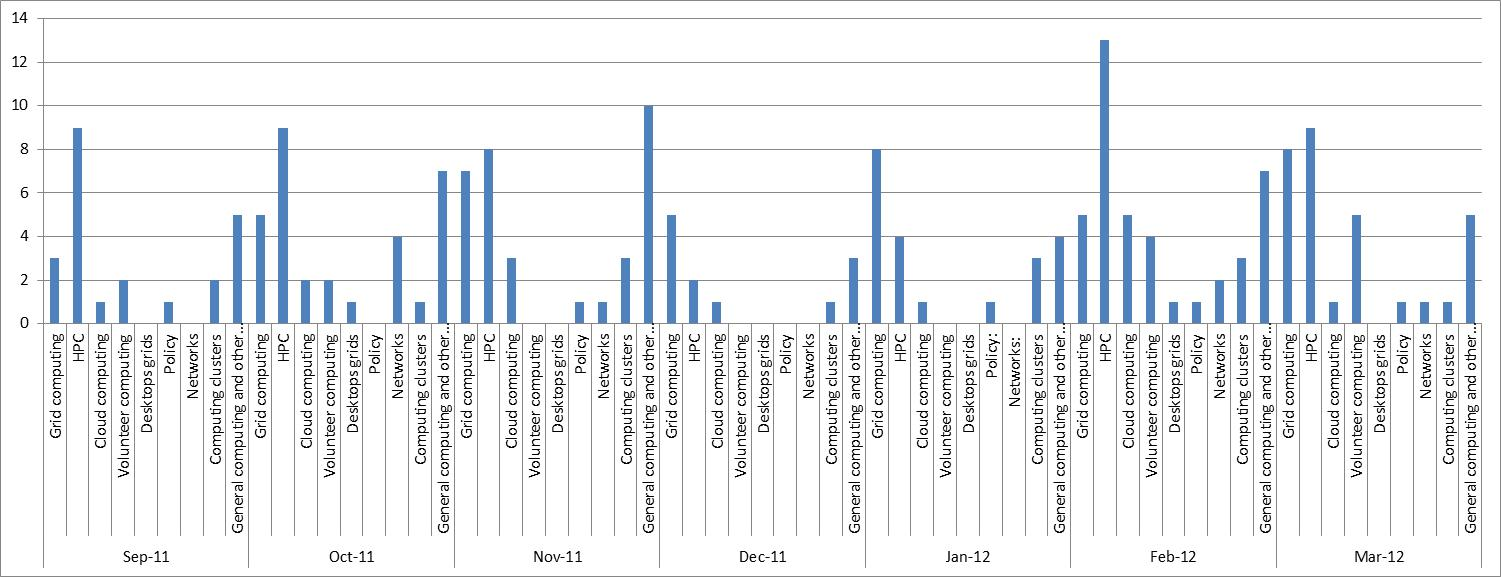 14
12
10
8
6
4
2
0
Grid computing
HPC
Cloud computing
Volunteer computing
Desktops grids
Policy
Networks
Computing clusters
General computing and other...
Grid computing
HPC
Cloud computing
Volunteer computing
Desktops grids
Policy
Networks
Computing clusters
General computing and other...
Grid computing
HPC
Cloud computing
Volunteer computing
Desktops grids
Policy
Networks
Computing clusters
General computing and other...
Grid computing
HPC
Cloud computing
Volunteer computing
Desktops grids
Policy
Networks
Computing clusters
General computing and other...
Grid computing
HPC
Cloud computing
Volunteer computing
Desktops grids
Policy:
Networks:
Computing clusters
General computing and other...
Grid computing
HPC
Cloud computing
Volunteer computing
Desktops grids
Policy
Networks
Computing clusters
General computing and other...
Grid computing
HPC
Cloud computing
Volunteer computing
Desktops grids
Policy
Networks
Computing clusters
General computing and other...
Sep-11
Oct-11
Nov-11
Dec-11
Jan-12
Feb-12
Mar-12